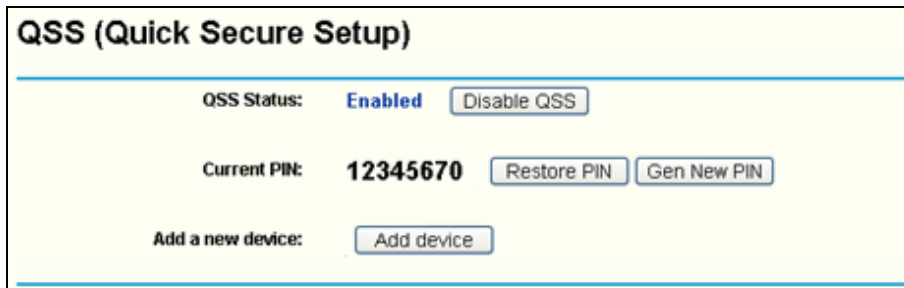 QSS (Quick Secure Setup)
QSS Status: Enabled Disable QSS
Current PIN: 12345670 Restore PIN Gen New PIN
Add a new device: Add device